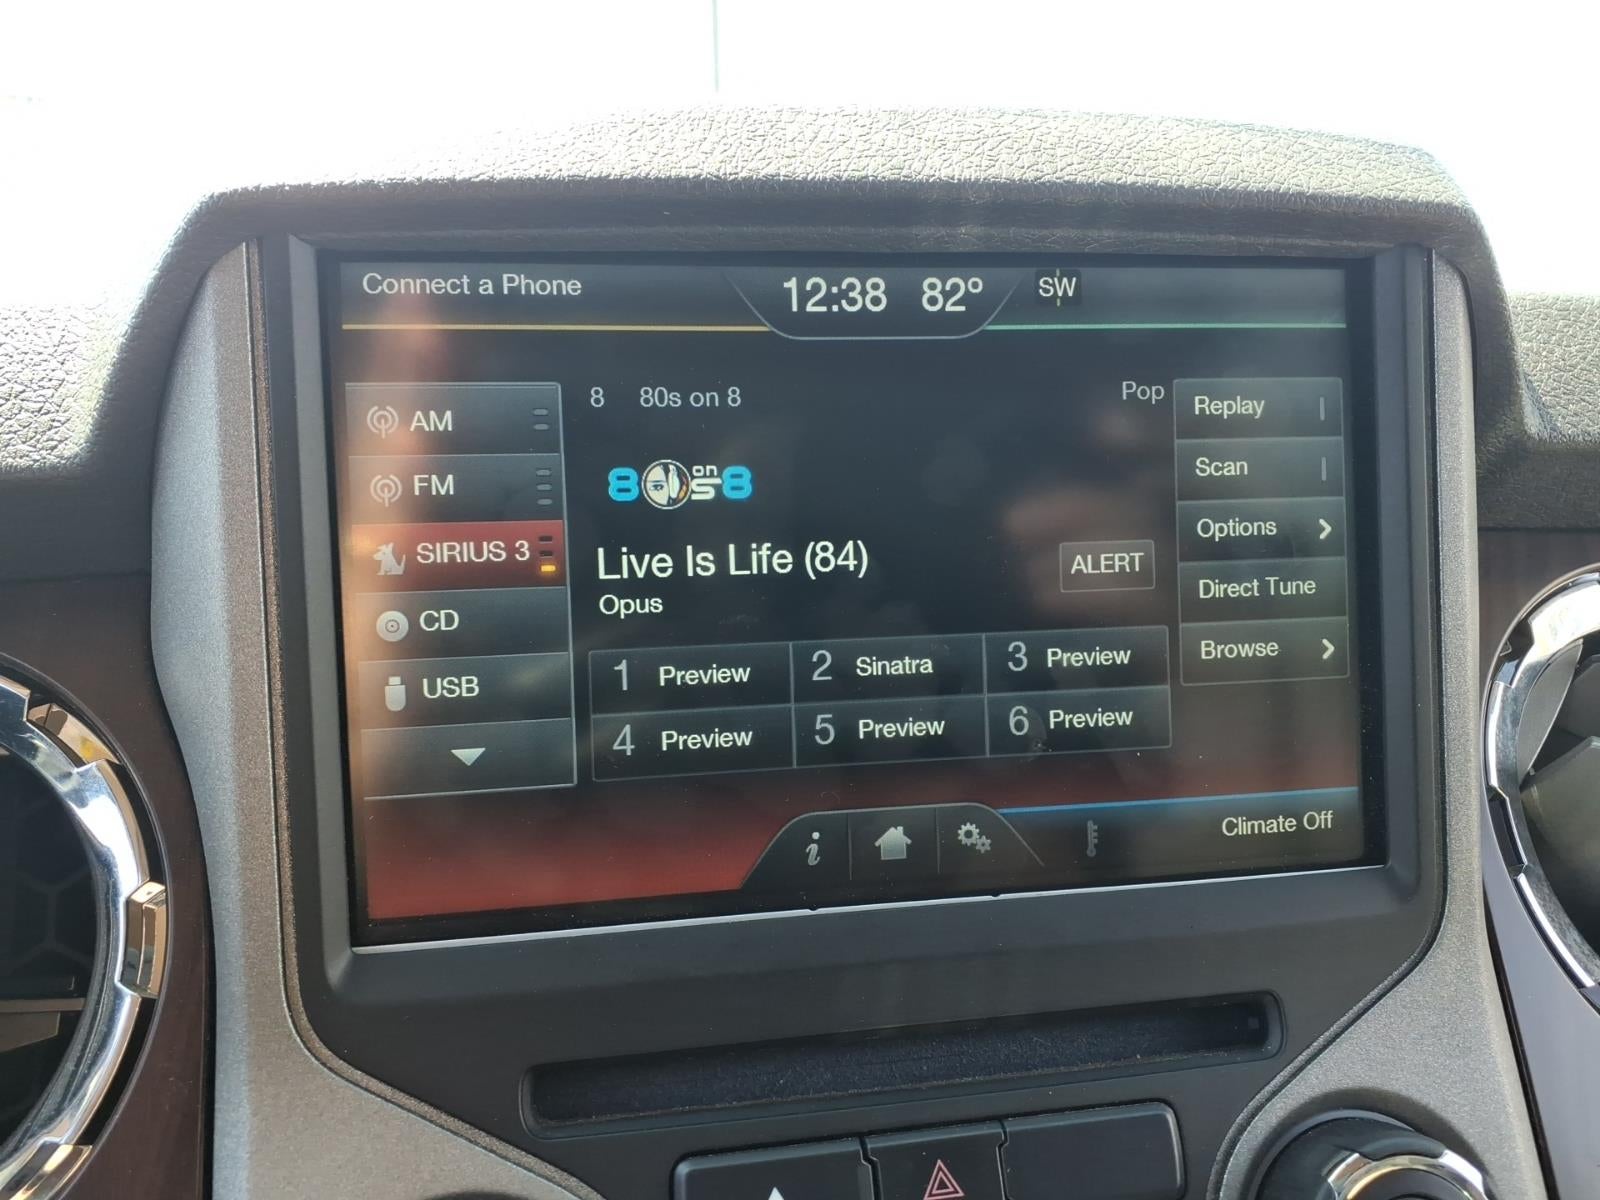 Connect a Phone
12:38 82° SW
AM
FM
SIRIUS 3
CD
USB
8 80s on 8
Pop
80s on 8
Live Is Life (84)
Opus
ALERT
1 Preview
2 Sinatra
3 Preview
4 Preview
5 Preview
6 Preview
Replay
Scan
Options
Direct Tune
Browse
i
Climate Off